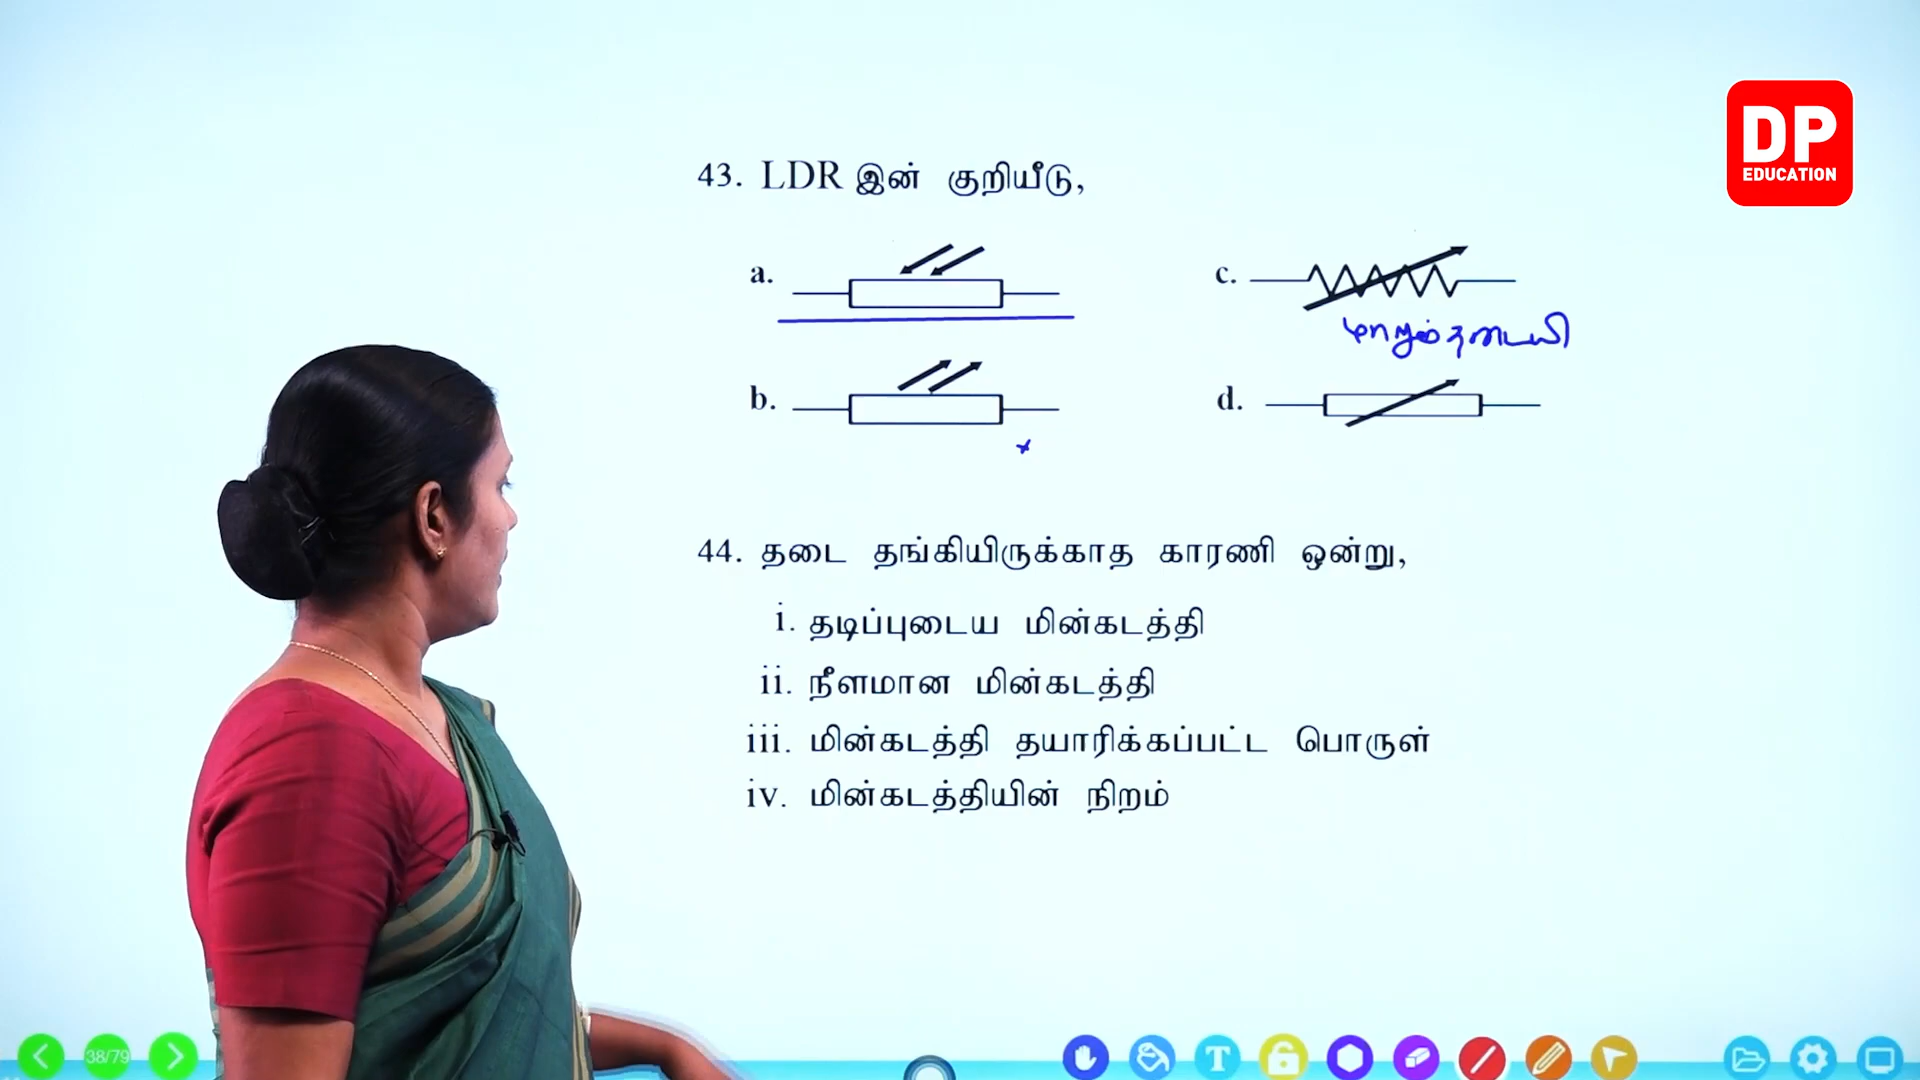 DP
EDUCATION
43. LDR இன் குறியீடு,
a.
c.
மாறும் தடையி
b.
d.
44. தடை தங்கியிருக்காத காரணி ஒன்று,
i. தடிப்புடைய மின்கடத்தி
ii. நீளமான மின்கடத்தி
iii. மின்கடத்தி தயாரிக்கப்பட்ட பொருள்
iv. மின்கடத்தியின் நிறம்
38/79